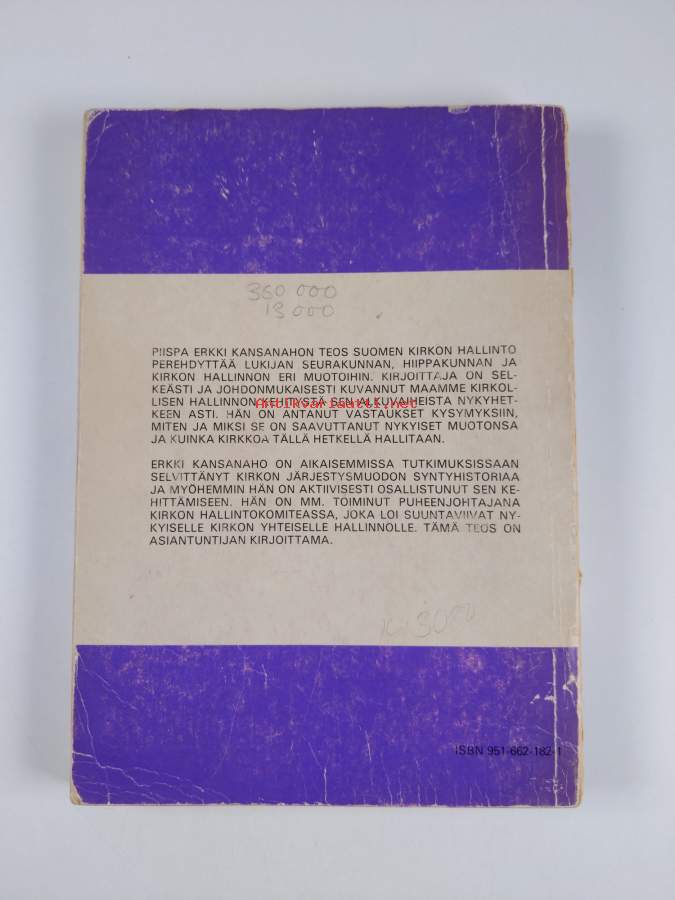 350 000
13 000
PIISPA ERKKI KANSANAHON TEOS SUOMEN KIRKON HALLINTO
PEREHDYTTÄÄ LUKIJAN SEURAKUNNAN, HIIPPAKUNNAN JA
KIRKON HALLINNON ERI MUOTOIHIN. KIRJOITTAJA ON SEL-
KEÄSTI JA JOHDONMUKAISESTI KUVANNUT MAAMME KIRKOL-
LISEN HALLINNON KEHITYSTÄ SEN ALKUVAIHEISTA NYKYHET-
KEEN ASTI. HÄN ON ANTANUT VASTAUKSET KYSYMYKSIIN,
MITEN JA MIKSI SE ON SAAVUTTANUT NYKYISET MUOTONSA
JA KUINKA KIRKKOA TÄLLÄ HETKELLÄ HALLITAAN.
Antikvariaatti.net
ERKKI KANSANAHO ON AIKAISEMMISSA TUTKIMUKSISSAAN
SELVITTÄNYT KIRKON JÄRJESTYSMUODON SYNTYHISTORIAA
JA MYÖHEMMIN HÄN ON AKTIIVISESTI OSALLISTUNUT SEN KE-
HITTÄMISEEN. HÄN ON MM. TOIMINUT PUHEENJOHTAJANA
KIRKON HALLINTOKOMITEASSA, JOKA LOI SUUNTAVIIVAT NY-
KYISELLE KIRKON YHTEISELLE HALLINNOLLE. TÄMÄ TEOS ON
ASIANTUNTIJAN KIRJOITTAMA.
ISBN 951-662-182-1